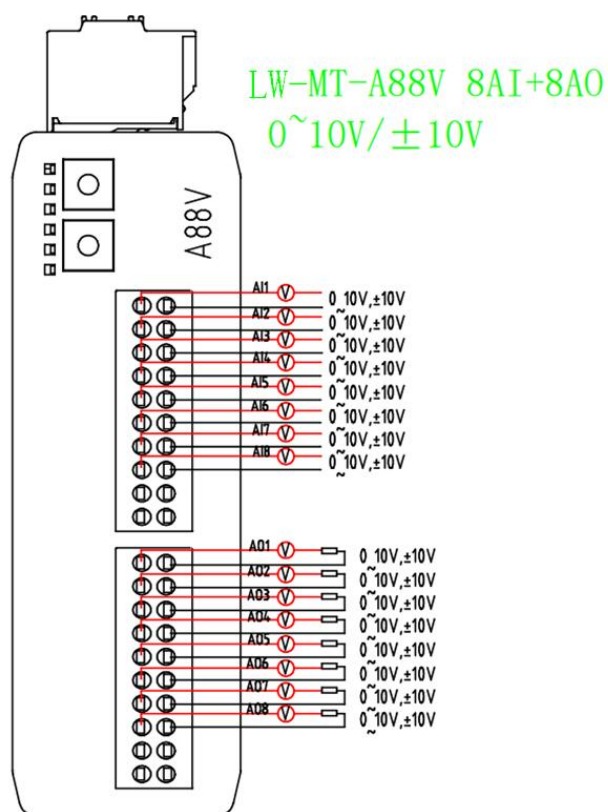 LW-MT-A88V 8AI+8AO
0~10V/±10V
A88V
AI1 V 0~10V,±10V
AI2 V 0~10V,±10V
AI3 V 0~10V,±10V
AI4 V 0~10V,±10V
AI5 V 0~10V,±10V
AI6 V 0~10V,±10V
AI7 V 0~10V,±10V
AI8 V 0~10V,±10V
AO1 V 0~10V,±10V
AO2 V 0~10V,±10V
AO3 V 0~10V,±10V
AO4 V 0~10V,±10V
AO5 V 0~10V,±10V
AO6 V 0~10V,±10V
AO7 V 0~10V,±10V
AO8 V 0~10V,±10V